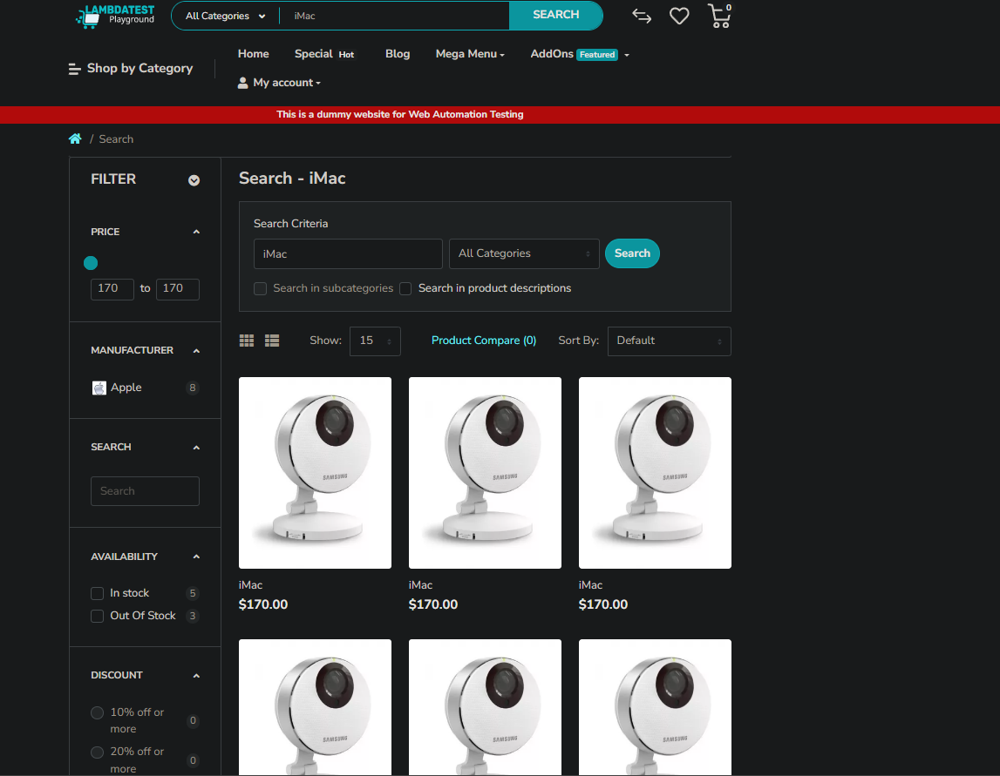 LAMBDATEST
Playground
All Categories
iMac
SEARCH
0
Shop by Category
Home
Special Hot
Blog
Mega Menu
AddOns Featured
My account
This is a dummy website for Web Automation Testing
/ Search
FILTER
PRICE
170 to 170
MANUFACTURER
Apple 8
SEARCH
Search
AVAILABILITY
In stock 5
Out Of Stock 3
DISCOUNT
10% off or
more
0
20% off or
more
0
Search - iMac
Search Criteria
iMac
All Categories
Search
Search in subcategories
Search in product descriptions
Show: 15
Product Compare (0)
Sort By: Default
SAMSUNG
SAMSUNG
SAMSUNG
iMac
$170.00
iMac
$170.00
iMac
$170.00
SAMSUNG
SAMSUNG
SAMSUNG